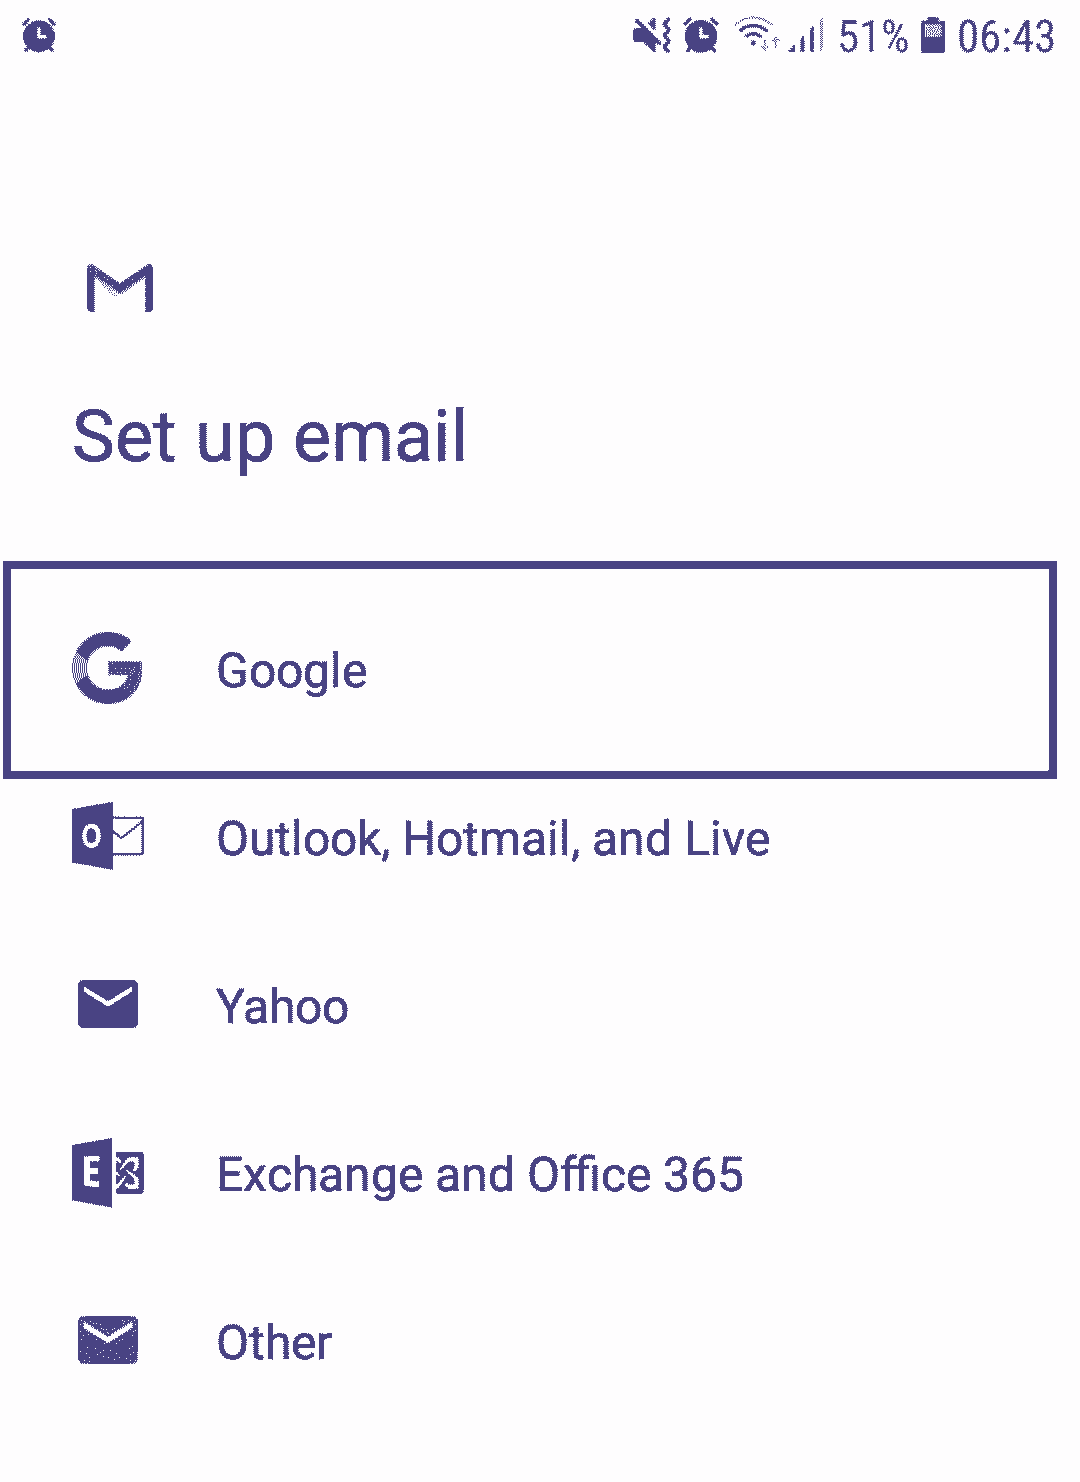 51% 06:43
Set up email
Google
Outlook, Hotmail, and Live
Yahoo
Exchange and Office 365
Other